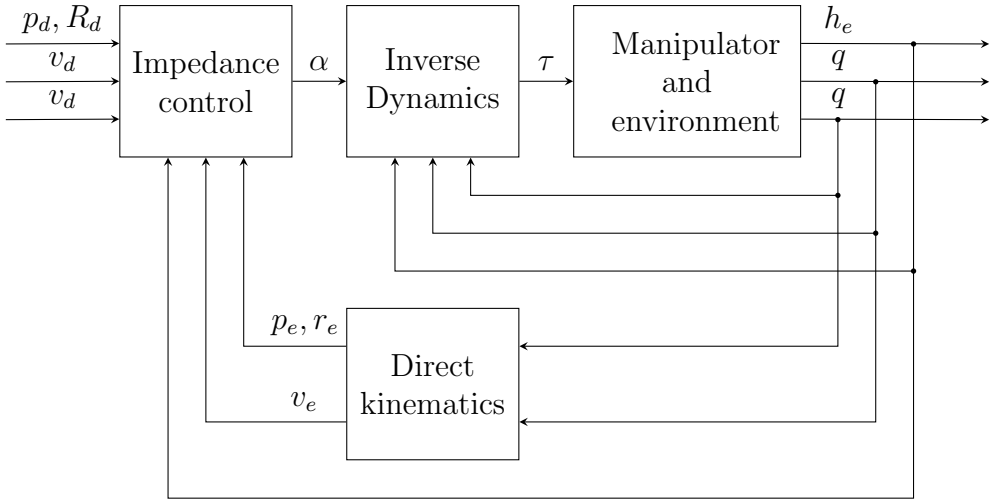 p_d, R_d
v_d
v_d
Impedance
control
α
Inverse
Dynamics
τ
Manipulator
and
environment
h_e
q
q
p_e, r_e
v_e
Direct
kinematics